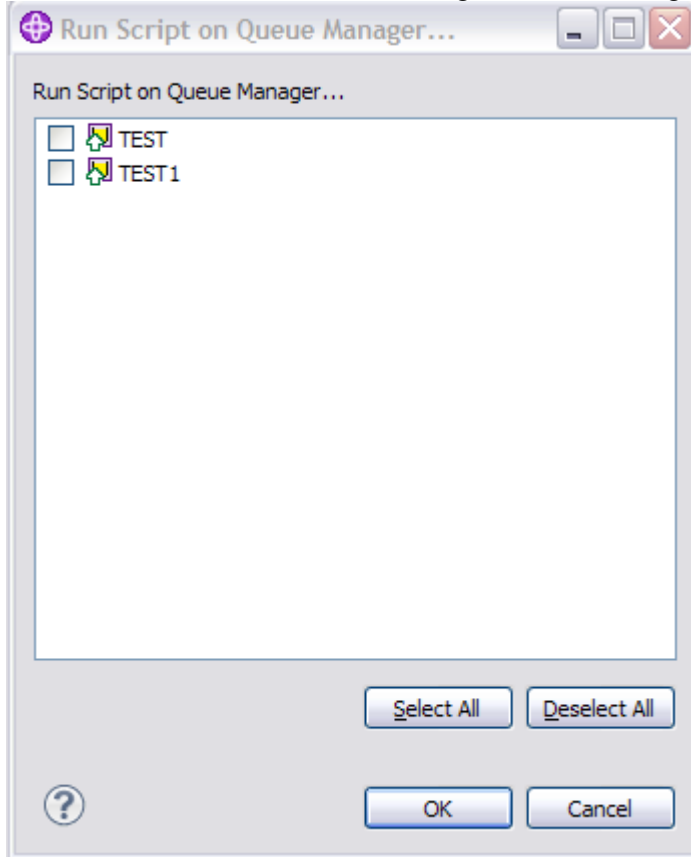 Run Script on Queue Manager...
Run Script on Queue Manager...
TEST
TEST1
Select All
Deselect All
?
OK
Cancel